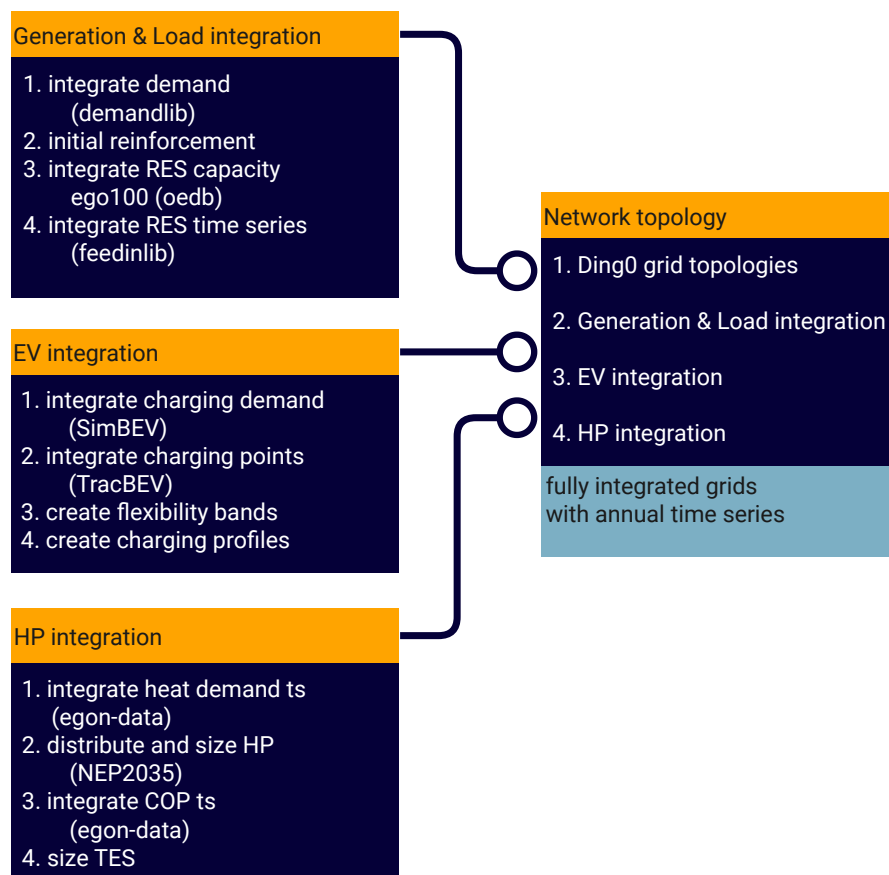 Generation & Load integration
1. integrate demand
(demandlib)
2. initial reinforcement
3. integrate RES capacity
ego100 (oedb)
4. integrate RES time series
(feedinlib)
EV integration
1. integrate charging demand
(SimBEV)
2. integrate charging points
(TracBEV)
3. create flexibility bands
4. create charging profiles
HP integration
1. integrate heat demand ts
(egon-data)
2. distribute and size HP
(NEP2035)
3. integrate COP ts
(egon-data)
4. size TES
Network topology
1. Ding0 grid topologies
2. Generation & Load integration
3. EV integration
4. HP integration
fully integrated grids
with annual time series